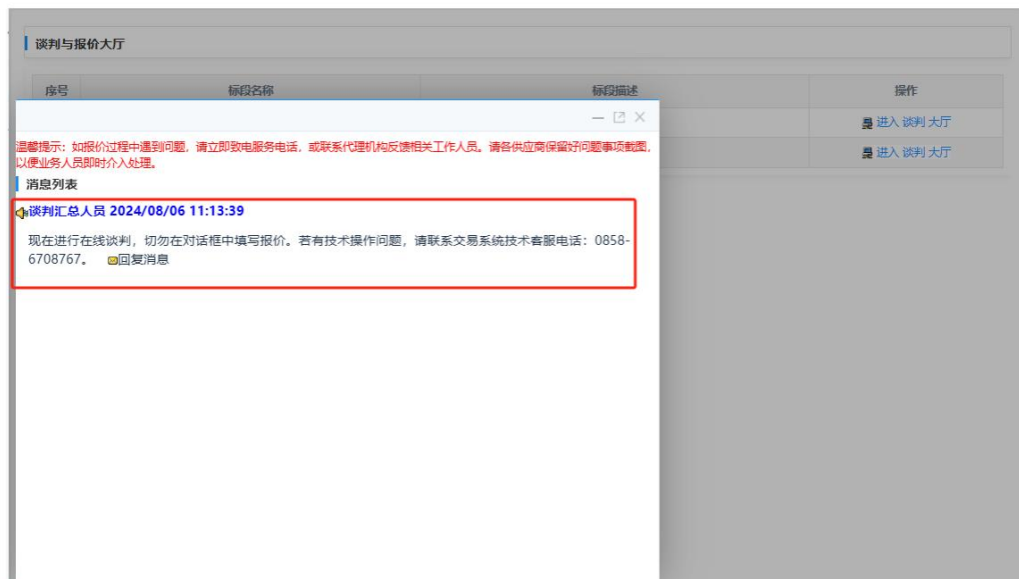 谈判与报价大厅
序号 标段名称 标段描述 操作
进入 谈判 大厅
进入 谈判 大厅
温馨提示：如报价过程中遇到问题，请立即致电服务电话，或联系代理机构反馈相关工作人员。请各供应商保留好问题事项截图，
以便业务人员即时介入处理。
消息列表
谈判汇总人员 2024/08/06 11:13:39
现在进行在线谈判，切勿在对话框中填写报价。若有技术操作问题，请联系交易系统技术客服电话：0858-
6708767。 回复消息